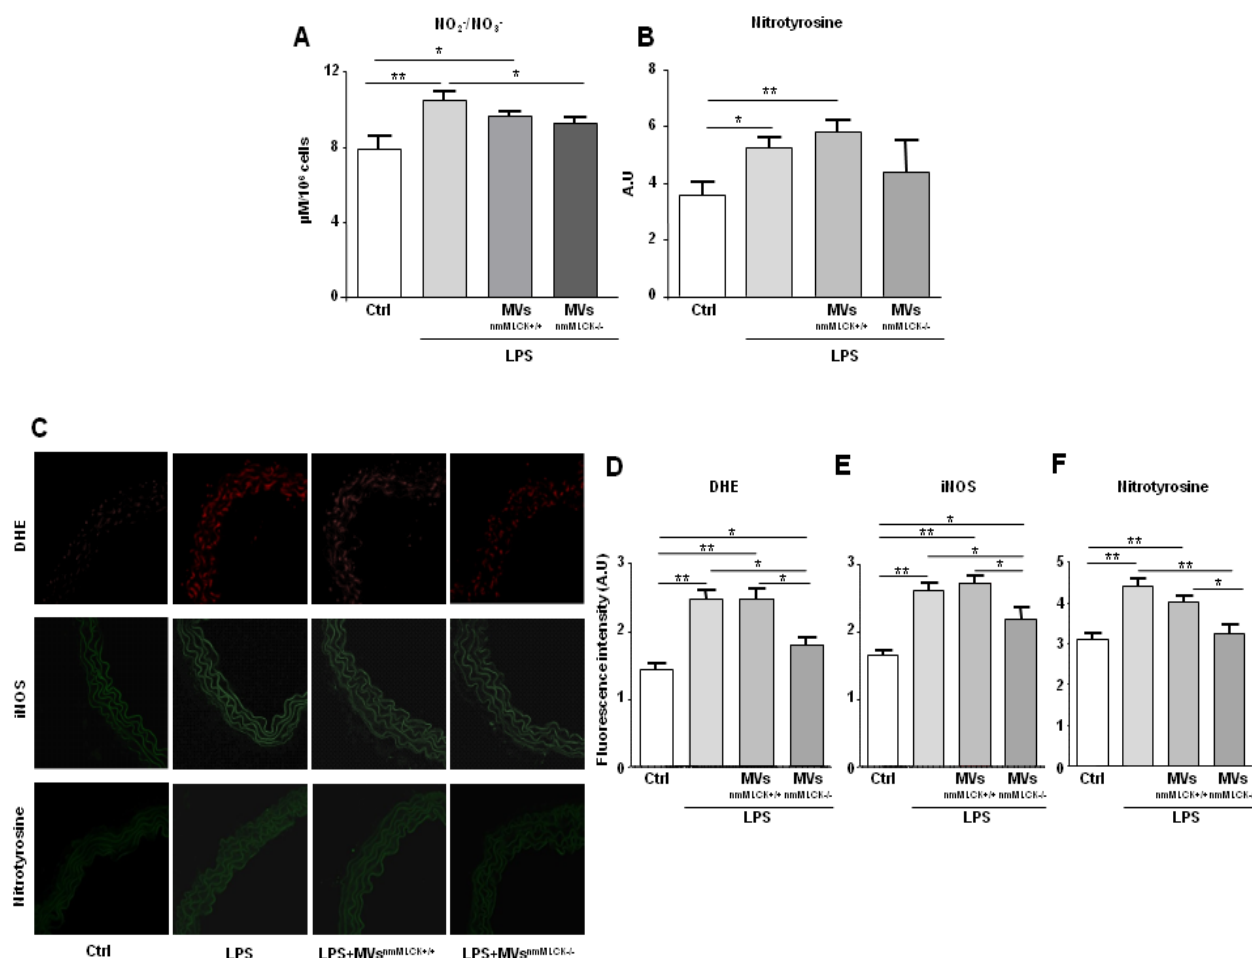 A
NO₂⁻/NO₃⁻
*
**
*
12
8
4
0
µM/10⁶ cells
Ctrl
MVs
nmMLCK+/+
MVs
nmMLCK-/-
LPS
B
Nitrotyrosine
**
*
8
6
4
2
0
A.U
Ctrl
MVs
nmMLCK+/+
MVs
nmMLCK-/-
LPS
C
DHE
iNOS
Nitrotyrosine
Ctrl
LPS
LPS+MVsnmMLCK+/+
LPS+MVsnmMLCK-/-
D
DHE
*
**
*
**
*
3
2
1
0
Fluorescence intensity (A.U)
Ctrl
MVs
nmMLCK+/+
MVs
nmMLCK-/-
LPS
E
iNOS
*
**
*
**
*
3
2
1
0
Ctrl
MVs
nmMLCK+/+
MVs
nmMLCK-/-
LPS
F
Nitrotyrosine
**
**
**
*
5
4
3
2
1
0
Ctrl
MVs
nmMLCK+/+
MVs
nmMLCK-/-
LPS